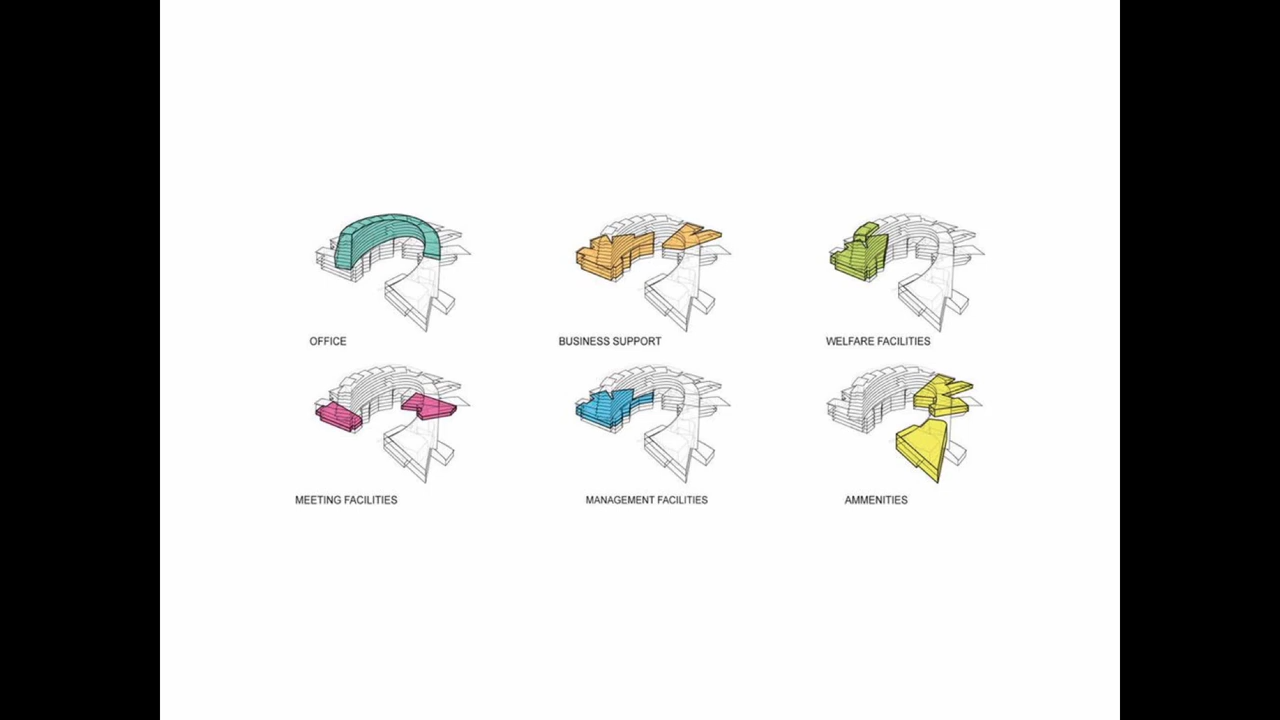 OFFICE
BUSINESS SUPPORT
WELFARE FACILITIES
MEETING FACILITIES
MANAGEMENT FACILITIES
AMMENITIES